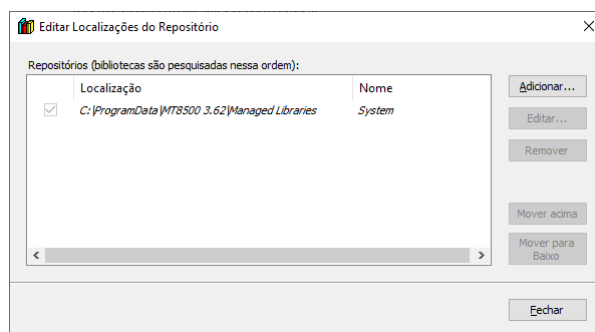 Editar Localizações do Repositório
Repositórios (bibliotecas são pesquisadas nessa ordem):
Localização Nome
C:\ProgramData\MT8500 3.62\Managed Libraries System
Adicionar...
Editar...
Remover
Mover acima
Mover para
Baixo
Fechar